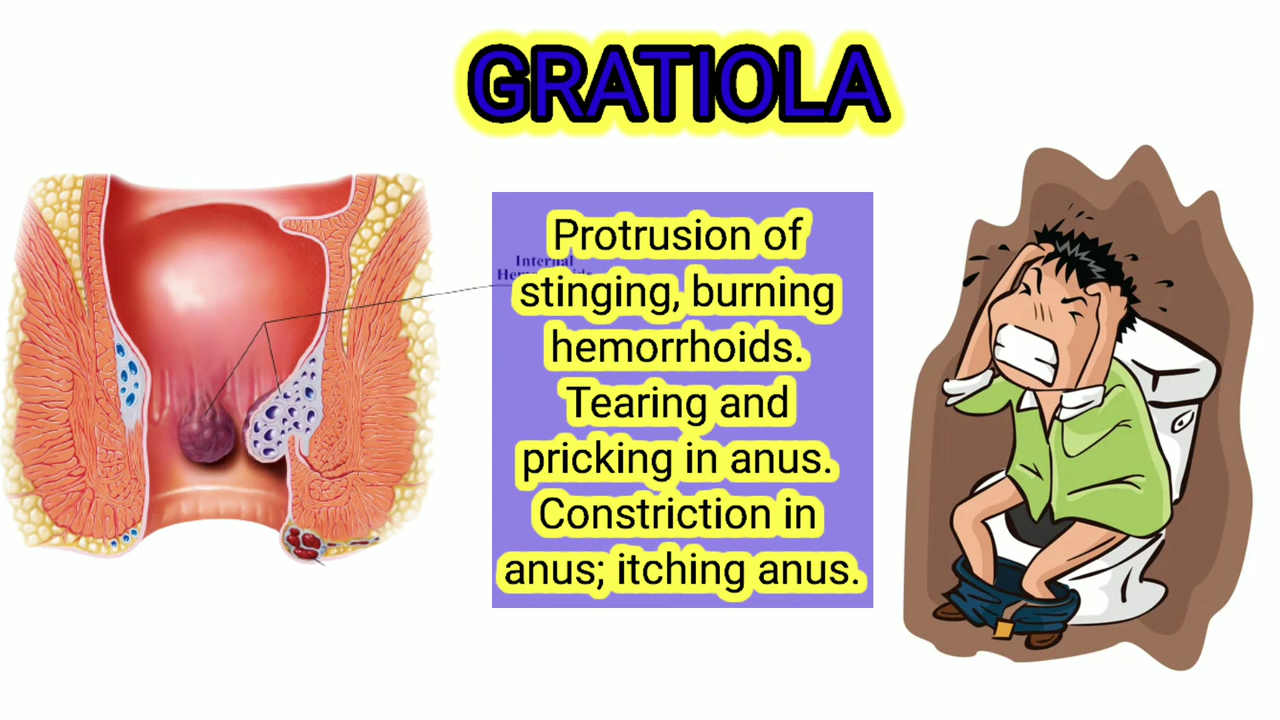 GRATIOLA
Internal
Protrusion of
stinging, burning
hemorrhoids.
Tearing and
pricking in anus.
Constriction in
anus; itching anus.